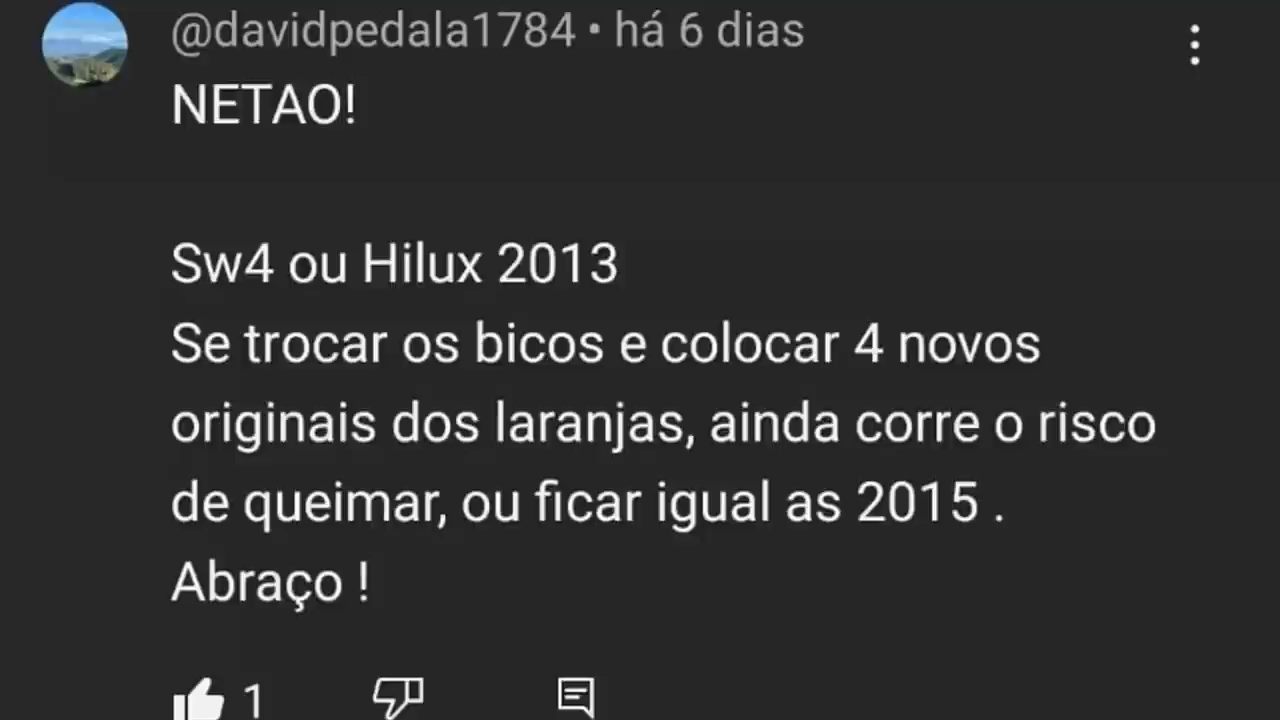 @davidpedala1784 • há 6 dias
NETAO!
Sw4 ou Hilux 2013
Se trocar os bicos e colocar 4 novos
originais dos laranjas, ainda corre o risco
de queimar, ou ficar igual as 2015 .
Abraço !
1